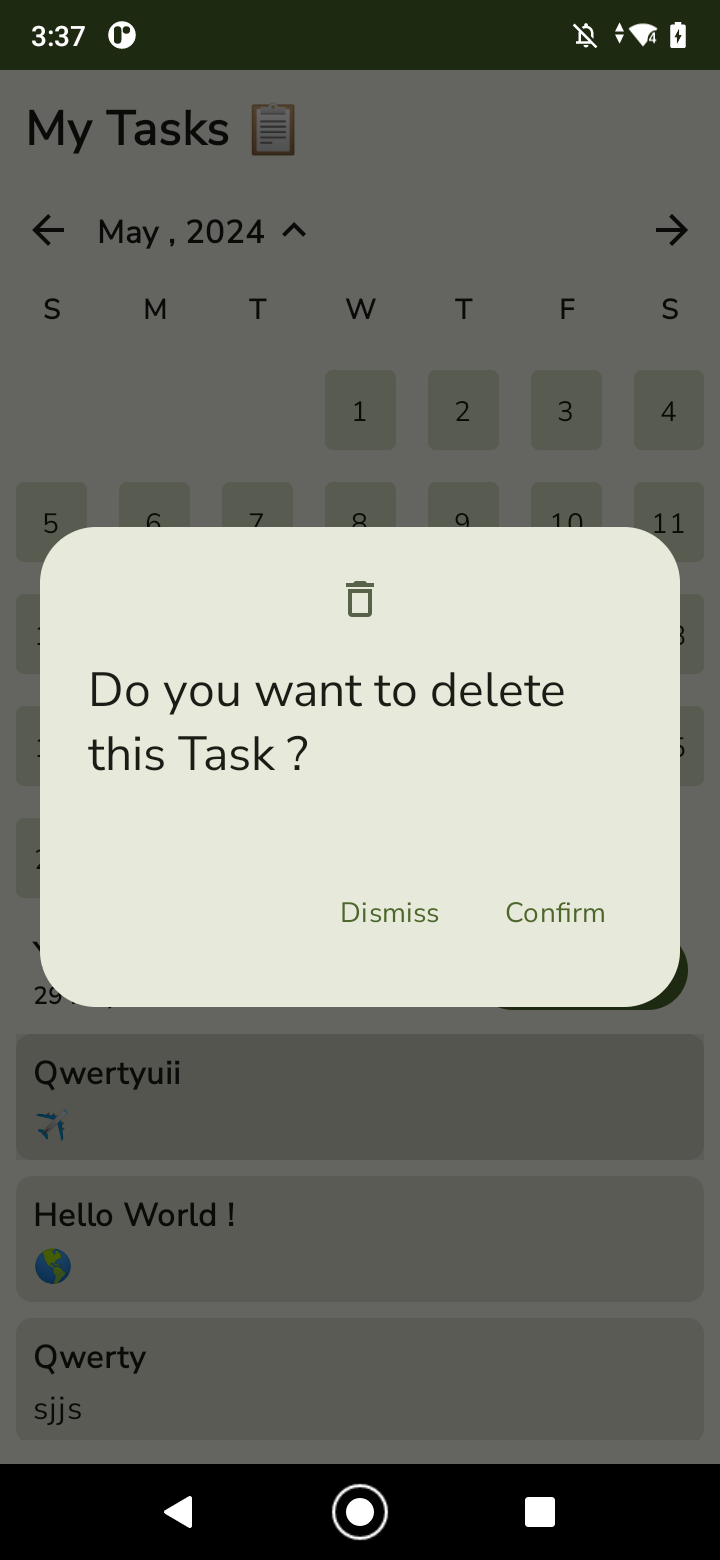 3:37
My Tasks 📋
May , 2024
S M T W T F S
1 2 3 4
5 6 7 8 9 10 11
Do you want to delete
this Task ?
Dismiss Confirm
29
Qwertyuii
✈️
Hello World !
🌎
Qwerty
sjjs